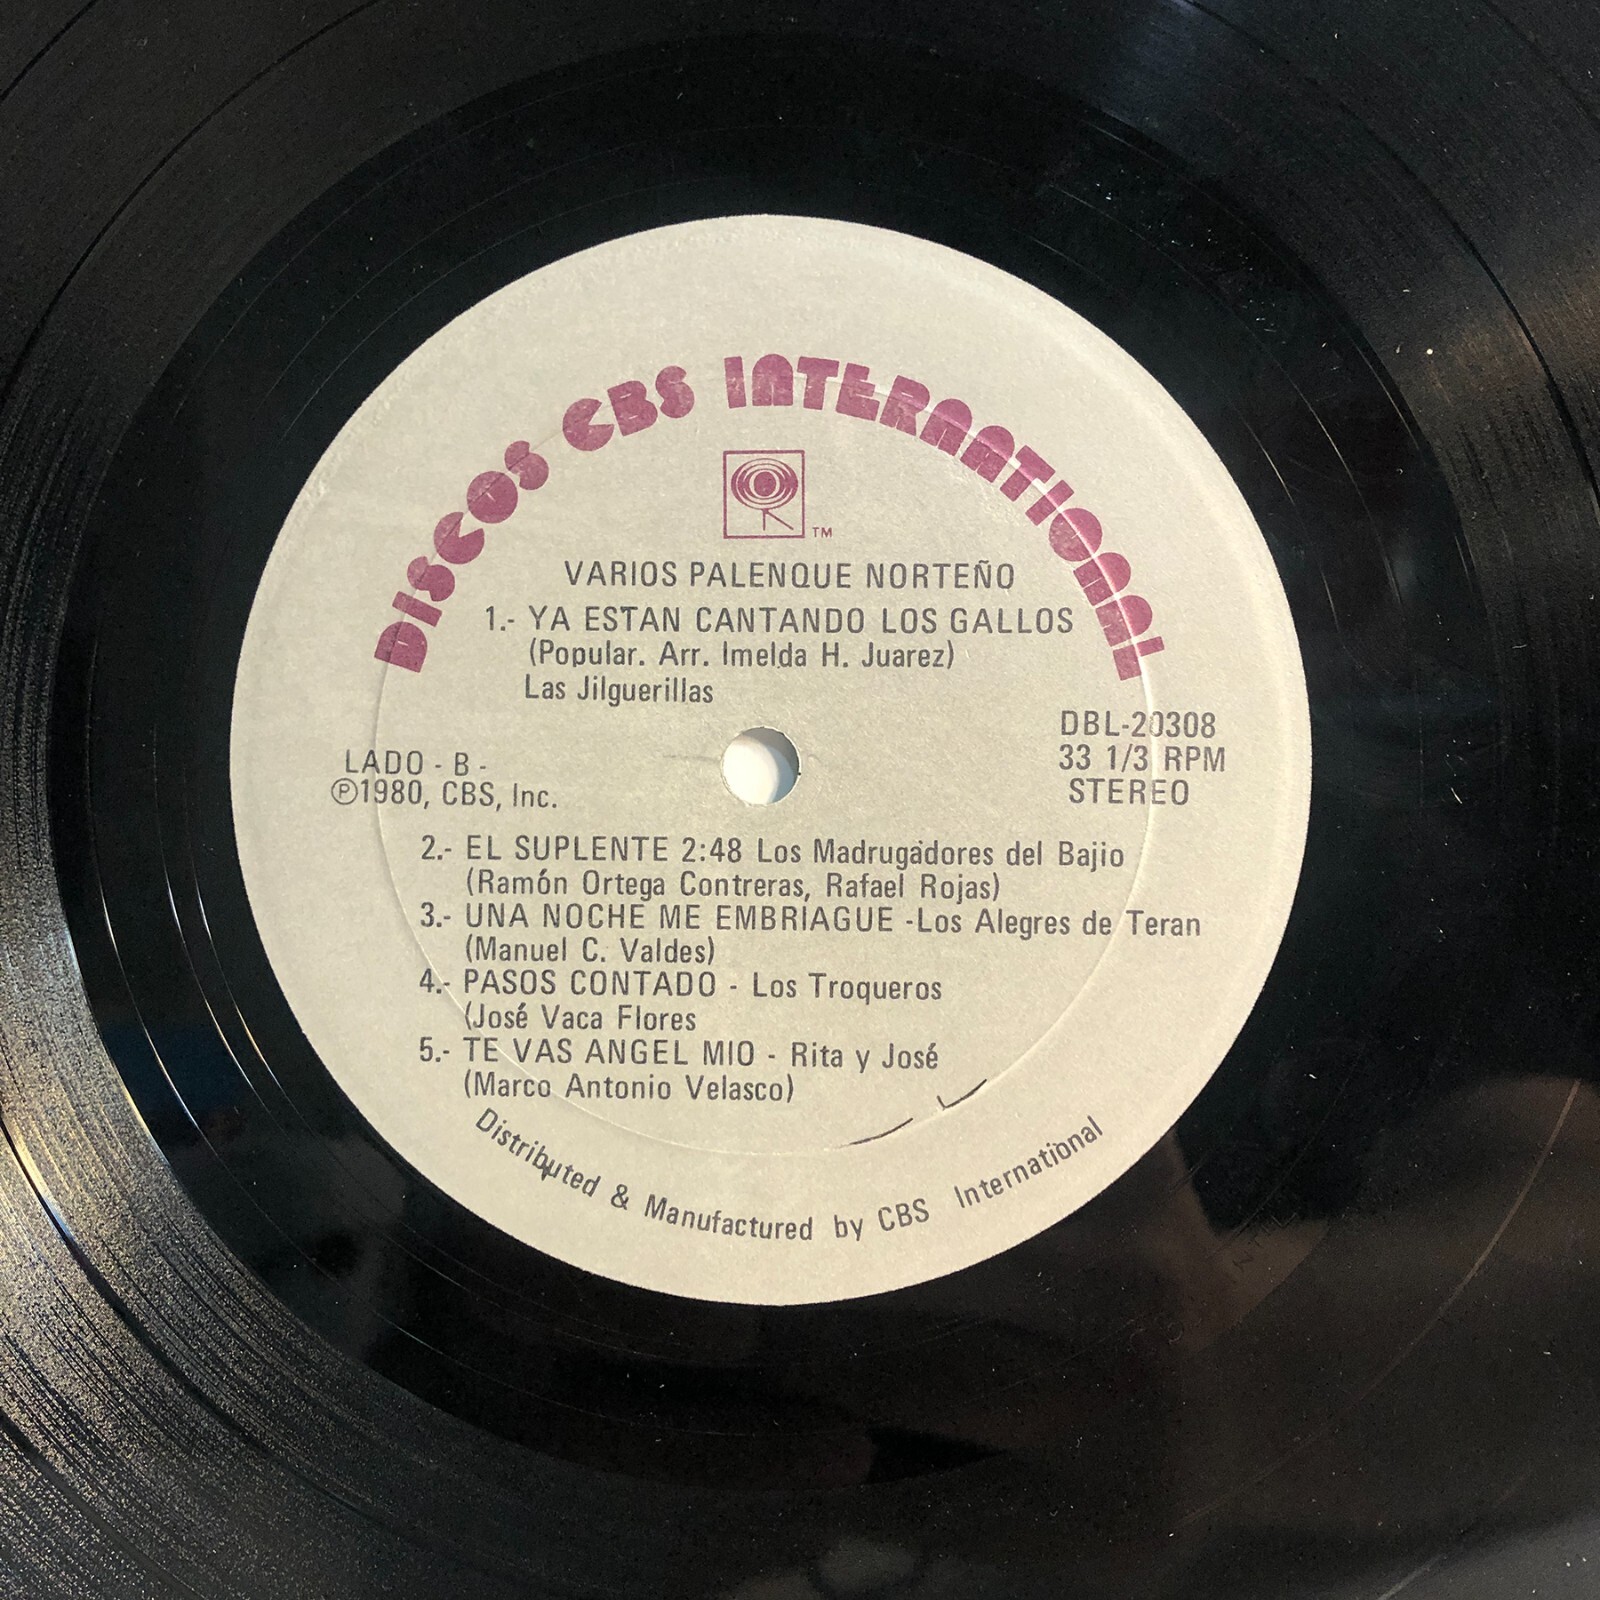 DISCOS CBS INTERNATIONAL
TM
VARIOS PALENQUE NORTEÑO
1.- YA ESTAN CANTANDO LOS GALLOS
(Popular. Arr. Imelda H. Juarez)
Las Jilguerillas
DBL-20308
33 1/3 RPM
STEREO
LADO - B -
Ⓟ1980, CBS, Inc.
2.- EL SUPLENTE 2:48 Los Madrugadores del Bajio
(Ramón Ortega Contreras, Rafael Rojas)
3.- UNA NOCHE ME EMBRIAGUE -Los Alegres de Teran
(Manuel C. Valdes)
4.- PASOS CONTADO - Los Troqueros
(José Vaca Flores
5.- TE VAS ANGEL MIO - Rita y José
(Marco Antonio Velasco)
Distributed & Manufactured by CBS International